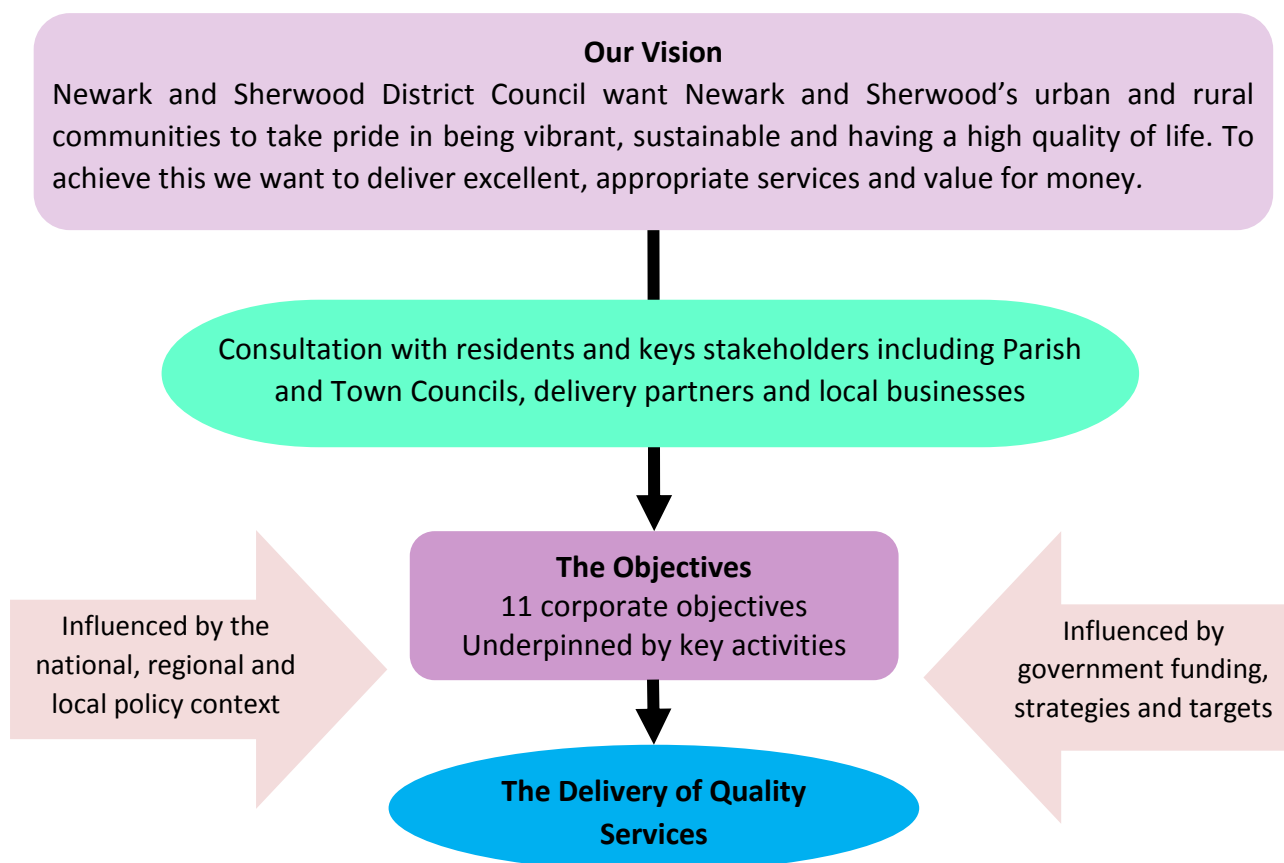 Our Vision
Newark and Sherwood District Council want Newark and Sherwood’s urban and rural
communities to take pride in being vibrant, sustainable and having a high quality of life. To
achieve this we want to deliver excellent, appropriate services and value for money.
Consultation with residents and keys stakeholders including Parish
and Town Councils, delivery partners and local businesses
The Objectives
11 corporate objectives
Underpinned by key activities
Influenced by the
national, regional and
local policy context
Influenced by
government funding,
strategies and targets
The Delivery of Quality
Services